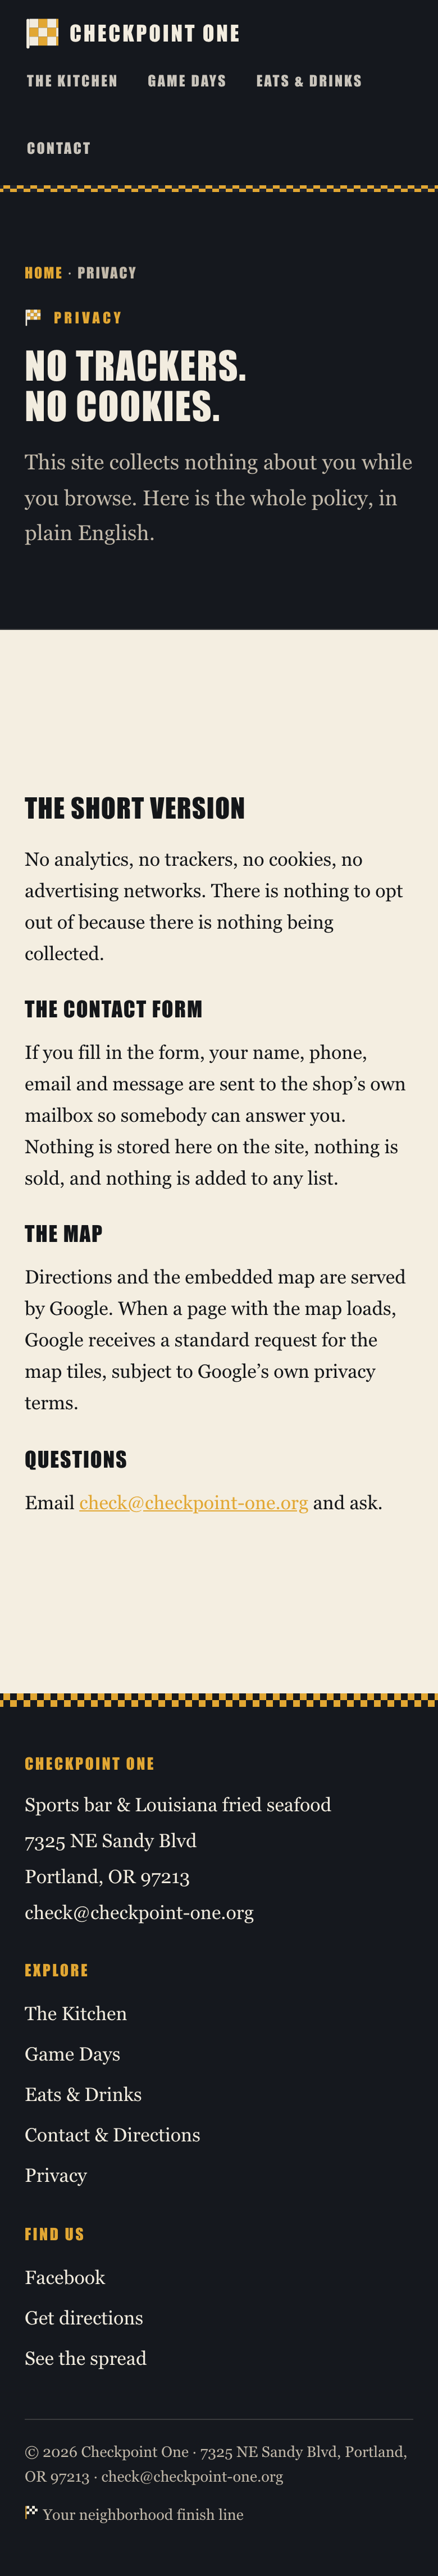 CHECKPOINT ONE
THE KITCHEN GAME DAYS EATS & DRINKS
CONTACT
HOME · PRIVACY
PRIVACY
NO TRACKERS.
NO COOKIES.
This site collects nothing about you while
you browse. Here is the whole policy, in
plain English.
THE SHORT VERSION
No analytics, no trackers, no cookies, no
advertising networks. There is nothing to opt
out of because there is nothing being
collected.
THE CONTACT FORM
If you fill in the form, your name, phone,
email and message are sent to the shop’s own
mailbox so somebody can answer you.
Nothing is stored here on the site, nothing is
sold, and nothing is added to any list.
THE MAP
Directions and the embedded map are served
by Google. When a page with the map loads,
Google receives a standard request for the
map tiles, subject to Google’s own privacy
terms.
QUESTIONS
Email check@checkpoint-one.org and ask.
CHECKPOINT ONE
Sports bar & Louisiana fried seafood
7325 NE Sandy Blvd
Portland, OR 97213
check@checkpoint-one.org
EXPLORE
The Kitchen
Game Days
Eats & Drinks
Contact & Directions
Privacy
FIND US
Facebook
Get directions
See the spread
© 2026 Checkpoint One · 7325 NE Sandy Blvd, Portland,
OR 97213 · check@checkpoint-one.org
Your neighborhood finish line